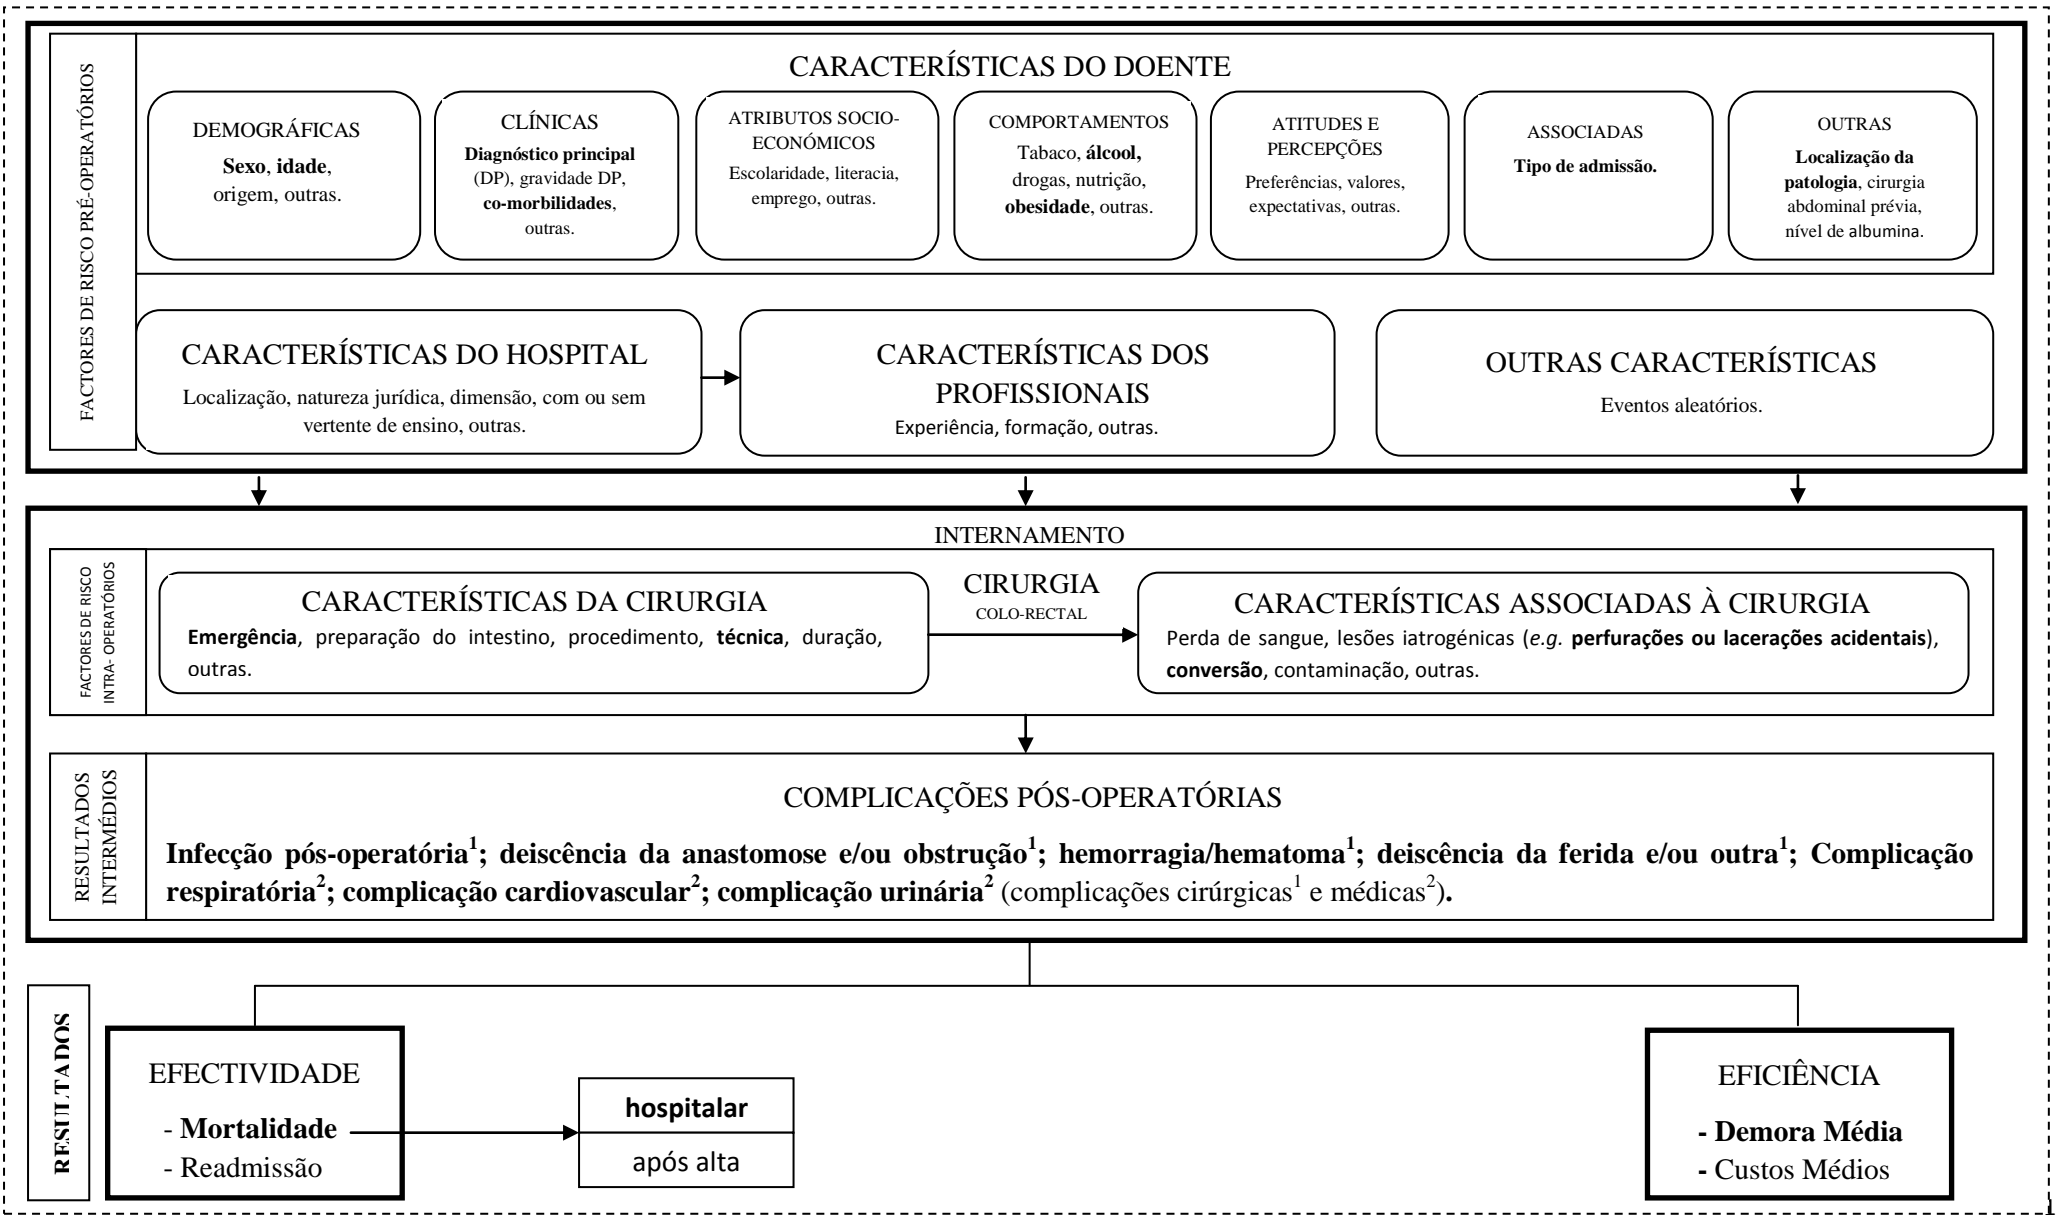 FACTORES DE RISCO PRÉ-OPERATÓRIOS
CARACTERÍSTICAS DO DOENTE
DEMOGRÁFICAS
Sexo, idade,
origem, outras.
CLÍNICAS
Diagnóstico principal
(DP), gravidade DP,
co-morbilidades,
outras.
ATRIBUTOS SOCIO-
ECONÓMICOS
Escolaridade, literacia,
emprego, outras.
COMPORTAMENTOS
Tabaco, álcool,
drogas, nutrição,
obesidade, outras.
ATITUDES E
PERCEPÇÕES
Preferências, valores,
expectativas, outras.
ASSOCIADAS
Tipo de admissão.
OUTRAS
Localização da
patologia, cirurgia
abdominal prévia,
nível de albumina.
CARACTERÍSTICAS DO HOSPITAL
Localização, natureza jurídica, dimensão, com ou sem
vertente de ensino, outras.
CARACTERÍSTICAS DOS
PROFISSIONAIS
Experiência, formação, outras.
OUTRAS CARACTERÍSTICAS
Eventos aleatórios.
INTERNAMENTO
FACTORES DE RISCO
INTRA- OPERATÓRIOS
CARACTERÍSTICAS DA CIRURGIA
Emergência, preparação do intestino, procedimento, técnica, duração,
outras.
CIRURGIA
COLO-RECTAL
CARACTERÍSTICAS ASSOCIADAS À CIRURGIA
Perda de sangue, lesões iatrogénicas (e.g. perfurações ou lacerações acidentais),
conversão, contaminação, outras.
RESULTADOS
INTERMÉDIOS
COMPLICAÇÕES PÓS-OPERATÓRIAS
Infecção pós-operatória¹; deiscência da anastomose e/ou obstrução¹; hemorragia/hematoma¹; deiscência da ferida e/ou outra¹; Complicação
respiratória²; complicação cardiovascular²; complicação urinária² (complicações cirúrgicas¹ e médicas²).
RESULTADOS
EFECTIVIDADE
- Mortalidade
- Readmissão
hospitalar
após alta
EFICIÊNCIA
- Demora Média
- Custos Médios